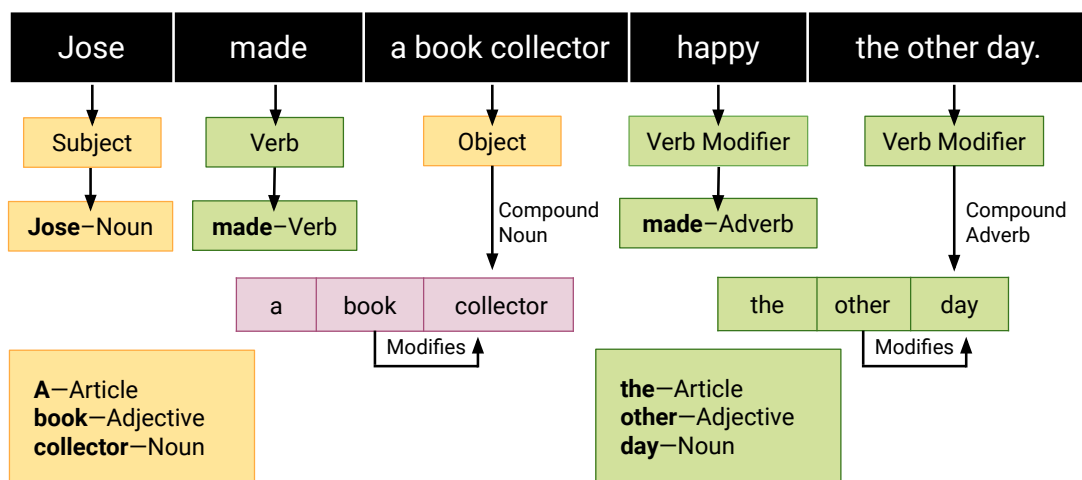 Jose made a book collector happy the other day.
Subject Verb Object Verb Modifier Verb Modifier
Jose–Noun made–Verb made–Adverb
Compound
Noun
Compound
Adverb
a book collector
the other day
Modifies
Modifies
A—Article
book—Adjective
collector—Noun
the—Article
other—Adjective
day—Noun